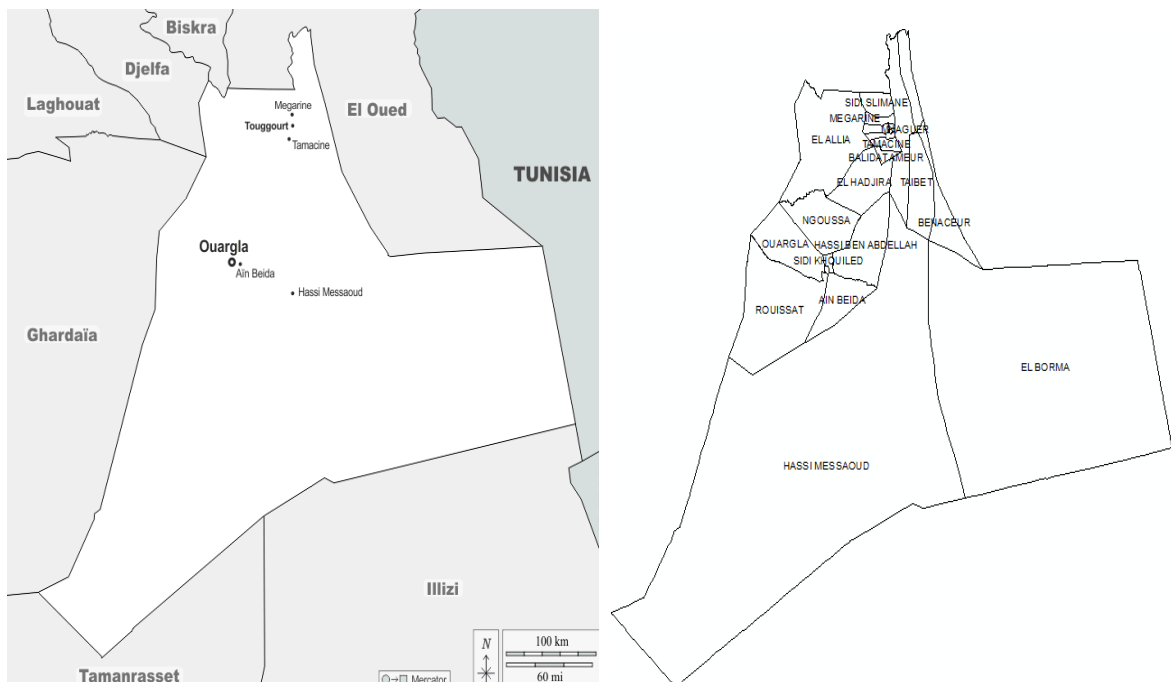 Biskra
Djelfa
Laghouat
El Oued
Megarine
Touggourt
Tamacine
TUNISIA
Ouargla
Aïn Beida
Hassi Messaoud
Ghardaïa
Illizi
Tamanrasset
N
100 km
60 mi
Mercator
SIDI SLIMANE
MEGARINE
EL ALLIA
TAMACINE
BALIDAT AMEUR
EL HADJIRA
TAIBET
BENACEUR
NGOUSSA
OUARGLA
HASSI BEN ABDELLAH
SIDI KHOUILED
AIN BEIDA
ROUISSAT
EL BORMA
HASSI MESSAOUD